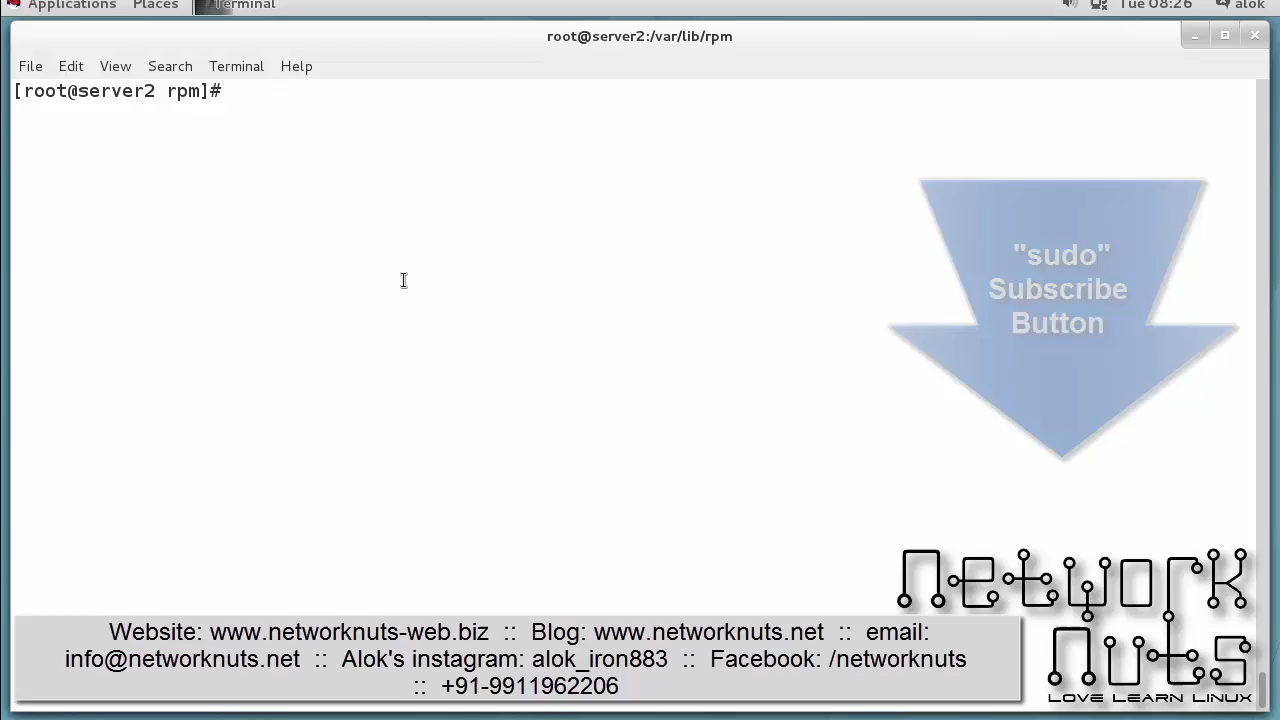 Applications Places Terminal Tue 08:26 alok
root@server2:/var/lib/rpm
File Edit View Search Terminal Help
[root@server2 rpm]#
"sudo"
Subscribe
Button
network
nuts
LOVE LEARN LINUX
Website: www.networknuts-web.biz :: Blog: www.networknuts.net :: email:
info@networknuts.net :: Alok's instagram: alok_iron883 :: Facebook: /networknuts
:: +91-9911962206